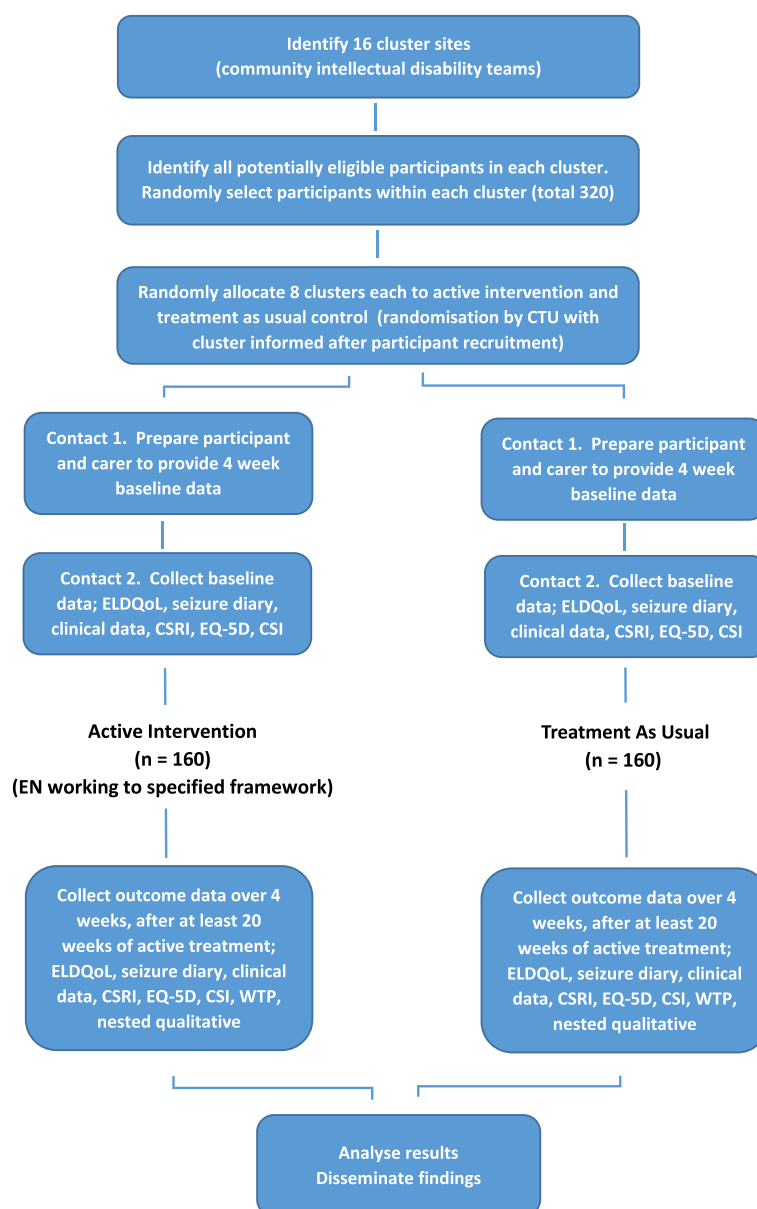 Identify 16 cluster sites
(community intellectual disability teams)
Identify all potentially eligible participants in each cluster.
Randomly select participants within each cluster (total 320)
Randomly allocate 8 clusters each to active intervention and
treatment as usual control (randomisation by CTU with
cluster informed after participant recruitment)
Contact 1. Prepare participant
and carer to provide 4 week
baseline data
Contact 1. Prepare participant
and carer to provide 4 week
baseline data
Contact 2. Collect baseline
data; ELDQoL, seizure diary,
clinical data, CSRI, EQ-5D, CSI
Contact 2. Collect baseline
data; ELDQoL, seizure diary,
clinical data, CSRI, EQ-5D, CSI
Active Intervention
(n = 160)
(EN working to specified framework)
Treatment As Usual
(n = 160)
Collect outcome data over 4
weeks, after at least 20
weeks of active treatment;
ELDQoL, seizure diary, clinical
data, CSRI, EQ-5D, CSI, WTP,
nested qualitative
Collect outcome data over 4
weeks, after at least 20
weeks of active treatment;
ELDQoL, seizure diary, clinical
data, CSRI, EQ-5D, CSI, WTP,
nested qualitative
Analyse results
Disseminate findings